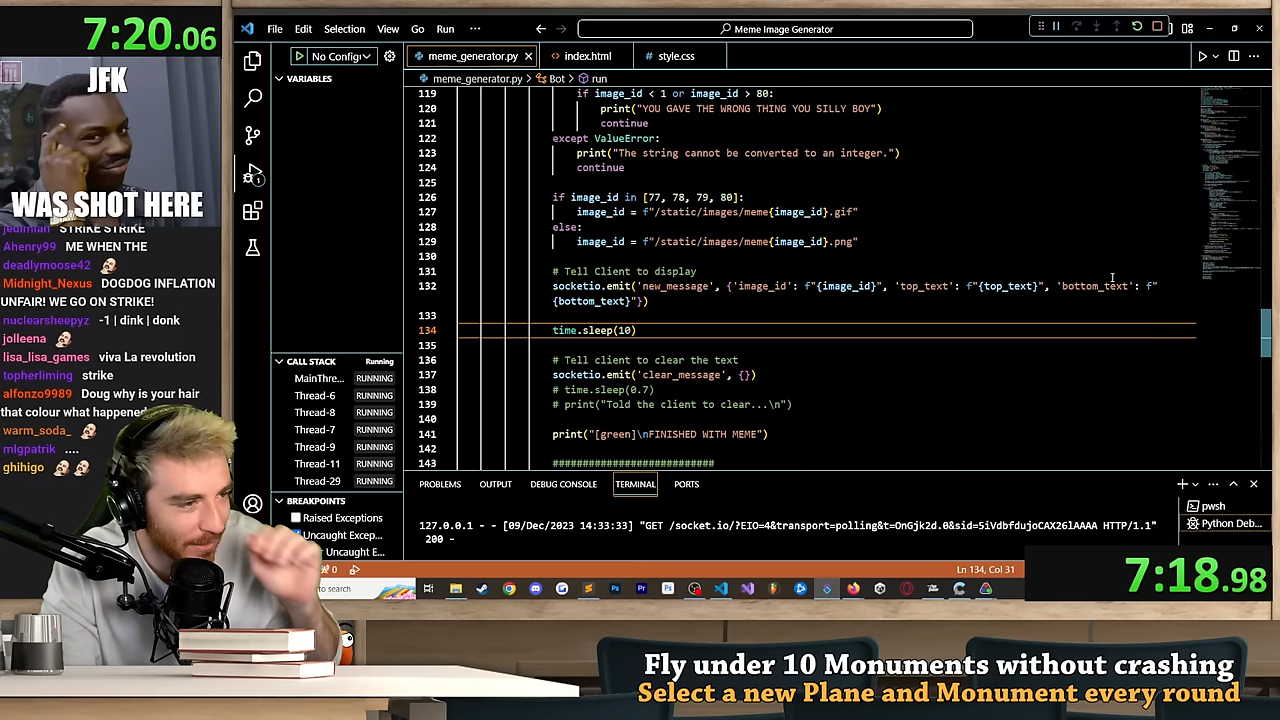 7:20.06
JFK
WAS SHOT HERE
jedimian STRIKE STRIKE
Ahenry99 ME WHEN THE
deadlymoose42
Midnight_Nexus DOGDOG INFLATION
UNFAIR! WE GO ON STRIKE!
nuclearsheepyz -1 | dink | donk
jolleena
lisa_lisa_games viva La revolution
topherliming strike
alfonzo9989 Doug why is your hair
that colour what happened
warm_soda_
mlgpatrik ....
ghihigo
File Edit Selection View Go Run ···
Meme Image Generator
No Config
meme_generator.py
index.html
style.css
meme_generator.py > Bot > run
VARIABLES
CALL STACK Running
MainThre... RUNNING
Thread-6 RUNNING
Thread-8 RUNNING
Thread-7 RUNNING
Thread-9 RUNNING
Thread-11 RUNNING
Thread-29 RUNNING
BREAKPOINTS
Raised Exceptions
Uncaught Excep...
Uncaught E...
119 if image_id < 1 or image_id > 80:
120 print("YOU GAVE THE WRONG THING YOU SILLY BOY")
121 continue
122 except ValueError:
123 print("The string cannot be converted to an integer.")
124 continue
125
126 if image_id in [77, 78, 79, 80]:
127 image_id = f"/static/images/meme{image_id}.gif"
128 else:
129 image_id = f"/static/images/meme{image_id}.png"
130
131 # Tell Client to display
132 socketio.emit('new_message', {'image_id': f"{image_id}", 'top_text': f"{top_text}", 'bottom_text': f"
{bottom_text}"})
133
134 time.sleep(10)
135
136 # Tell client to clear the text
137 socketio.emit('clear_message', {})
138 # time.sleep(0.7)
139 # print("Told the client to clear...\n")
140
141 print("[green]\nFINISHED WITH MEME")
142
143 ##########################
PROBLEMS OUTPUT DEBUG CONSOLE TERMINAL PORTS
127.0.0.1 - - [09/Dec/2023 14:33:33] "GET /socket.io/?EIO=4&transport=polling&t=OnGjk2d.0&sid=5iVdbfdujoCAX26lAAAA HTTP/1.1"
200 -
pwsh
Python Deb...
0
Ln 134, Col 31
to search
7:18.98
Fly under 10 Monuments without crashing
Select a new Plane and Monument every round